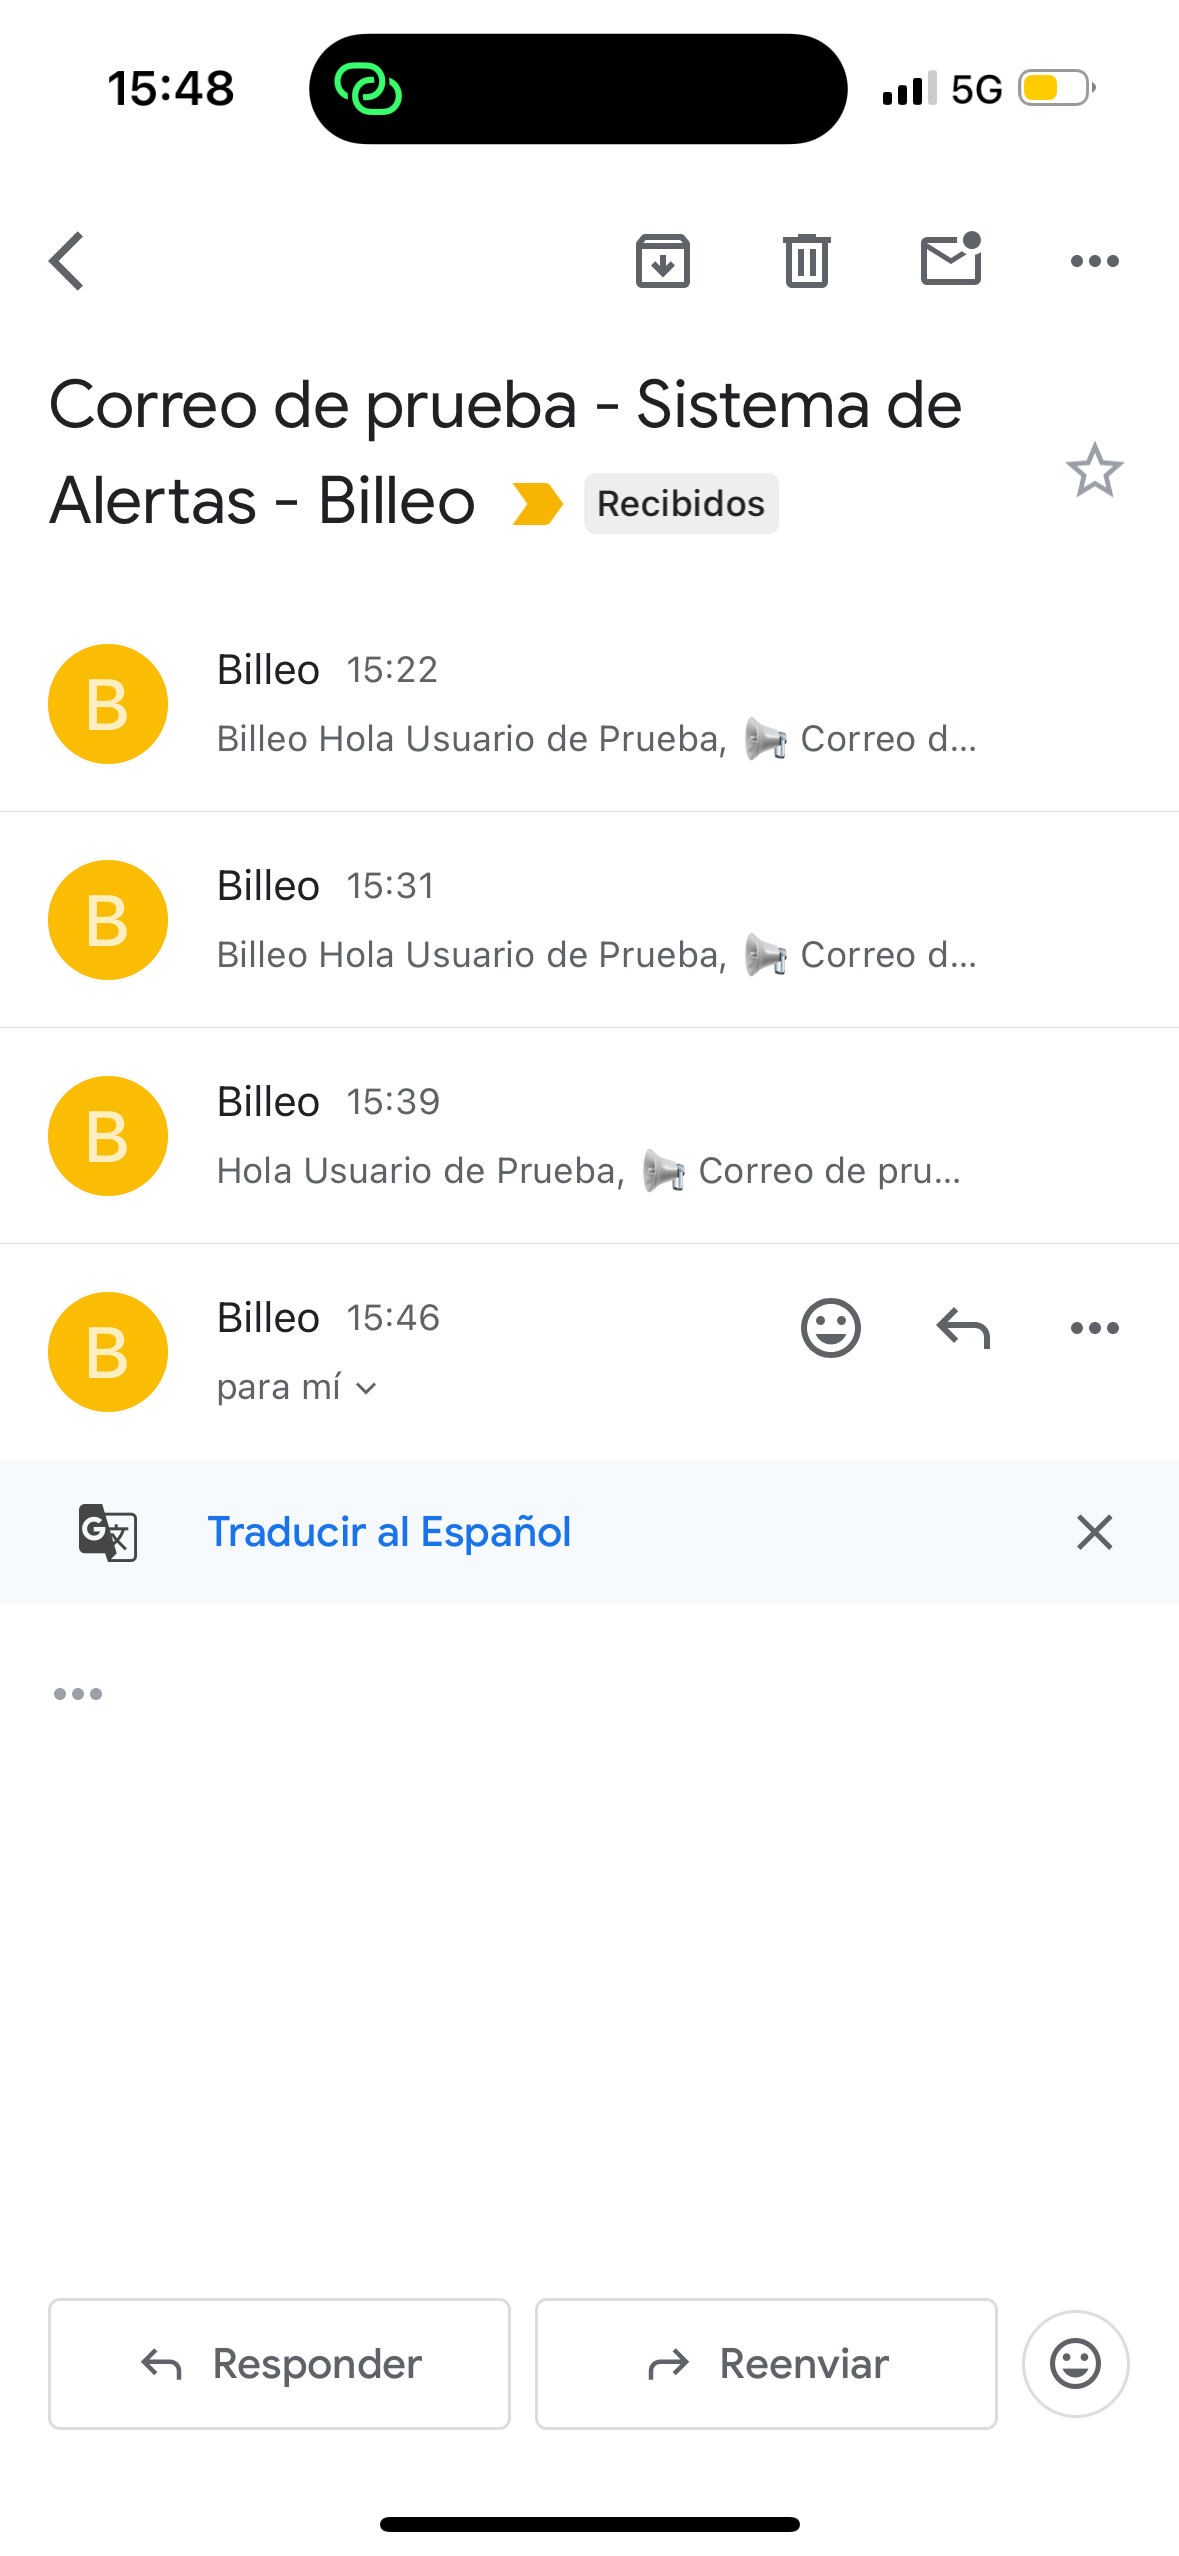 15:48
5G
Correo de prueba - Sistema de
Alertas - Billeo
Recibidos
B
Billeo 15:22
Billeo Hola Usuario de Prueba, 📢 Correo d...
B
Billeo 15:31
Billeo Hola Usuario de Prueba, 📢 Correo d...
B
Billeo 15:39
Hola Usuario de Prueba, 📢 Correo de pru...
B
Billeo 15:46
para mí
G 文
Traducir al Español
Responder
Reenviar